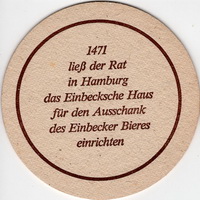 1471
ließ der Rat
in Hamburg
das Einbecksche Haus
für den Ausschank
des Einbecker Bieres
einrichten